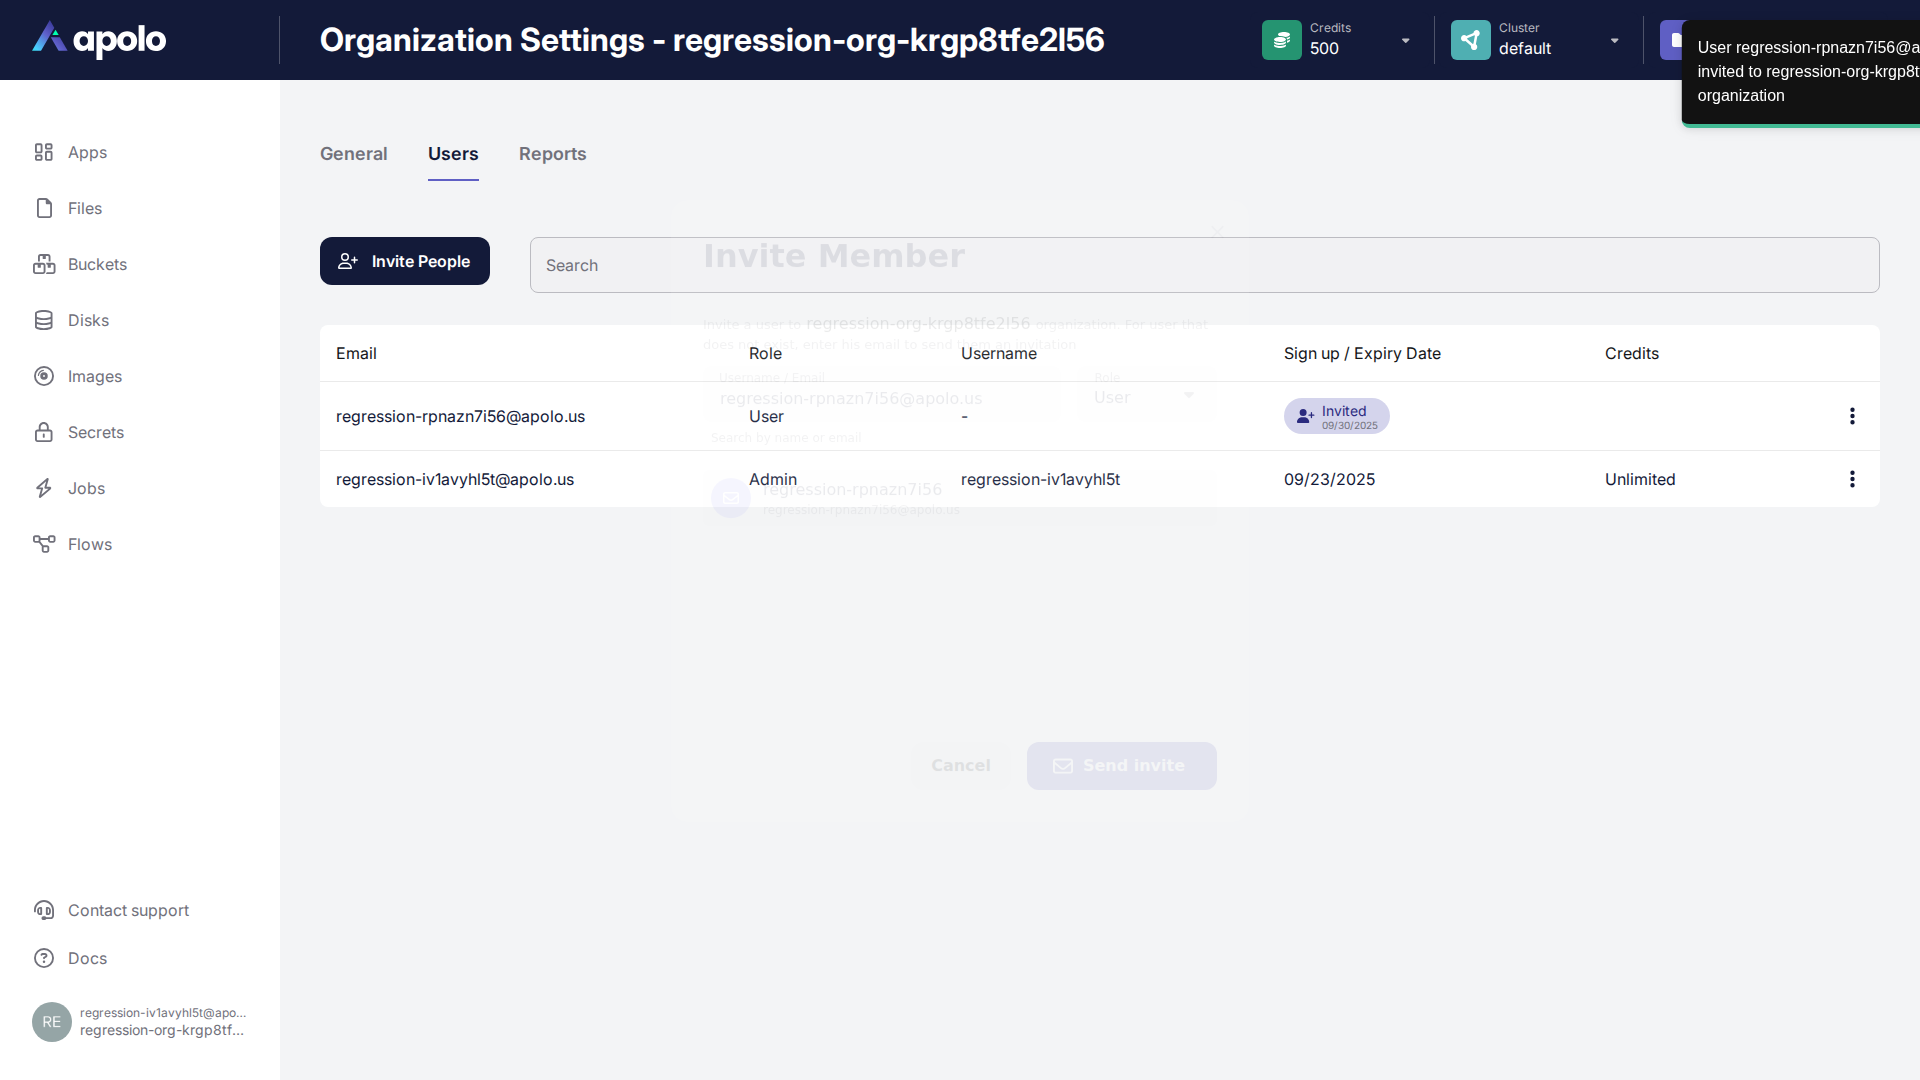 apolo
Organization Settings - regression-org-krgp8tfe2l56
Credits
500
Cluster
default
User regression-rpnazn7i56@a
invited to regression-org-krgp8t
organization
Apps
Files
Buckets
Disks
Images
Secrets
Jobs
Flows
Contact support
Docs
RE
regression-iv1avyhl5t@apo...
regression-org-krgp8tf...
General
Users
Reports
Invite People
Search
Email
Role
Username
Sign up / Expiry Date
Credits
regression-rpnazn7i56@apolo.us
User
-
Invited
09/30/2025
regression-iv1avyhl5t@apolo.us
Admin
regression-iv1avyhl5t
09/23/2025
Unlimited
Invite Member
Invite a user to regression-org-krgp8tfe2l56 organization. For user that
does not exist, enter his email to send them an invitation
Username / Email
regression-rpnazn7i56@apolo.us
Role
User
Search by name or email
regression-rpnazn7i56
regression-rpnazn7i56@apolo.us
Cancel
Send invite